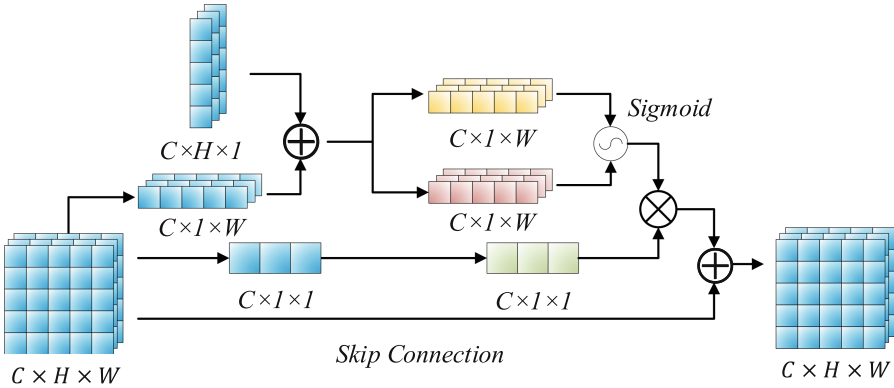 C×H×1
Sigmoid
C×1×W
C×1×W
C×1×W
C×1×1
C×1×1
Skip Connection
C × H × W
C × H × W